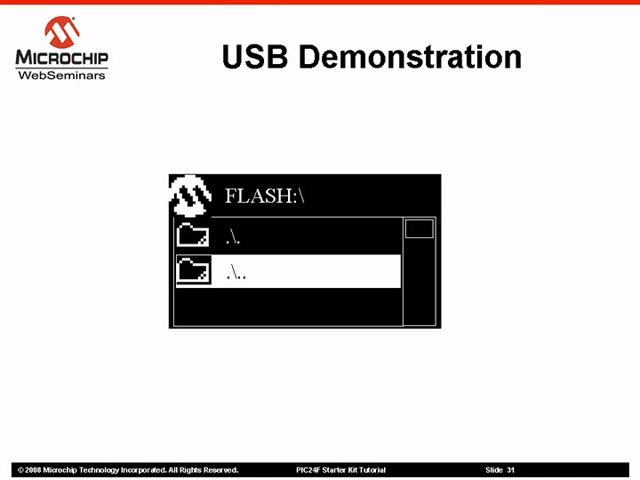 MICROCHIP
WebSeminars
USB Demonstration
FLASH:\
.\.
.\..
© 2008 Microchip Technology Incorporated. All Rights Reserved. PIC24F Starter Kit Tutorial Slide 31